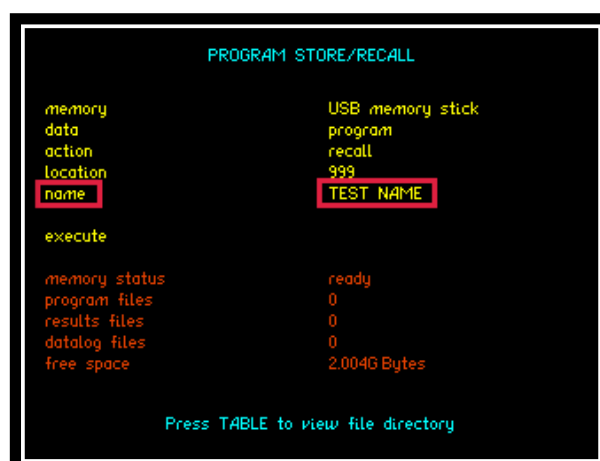 PROGRAM STORE/RECALL
memory USB memory stick
data program
action recall
location 999
name TEST NAME
execute
memory status ready
program files 0
results files 0
datalog files 0
free space 2.004G Bytes
Press TABLE to view file directory